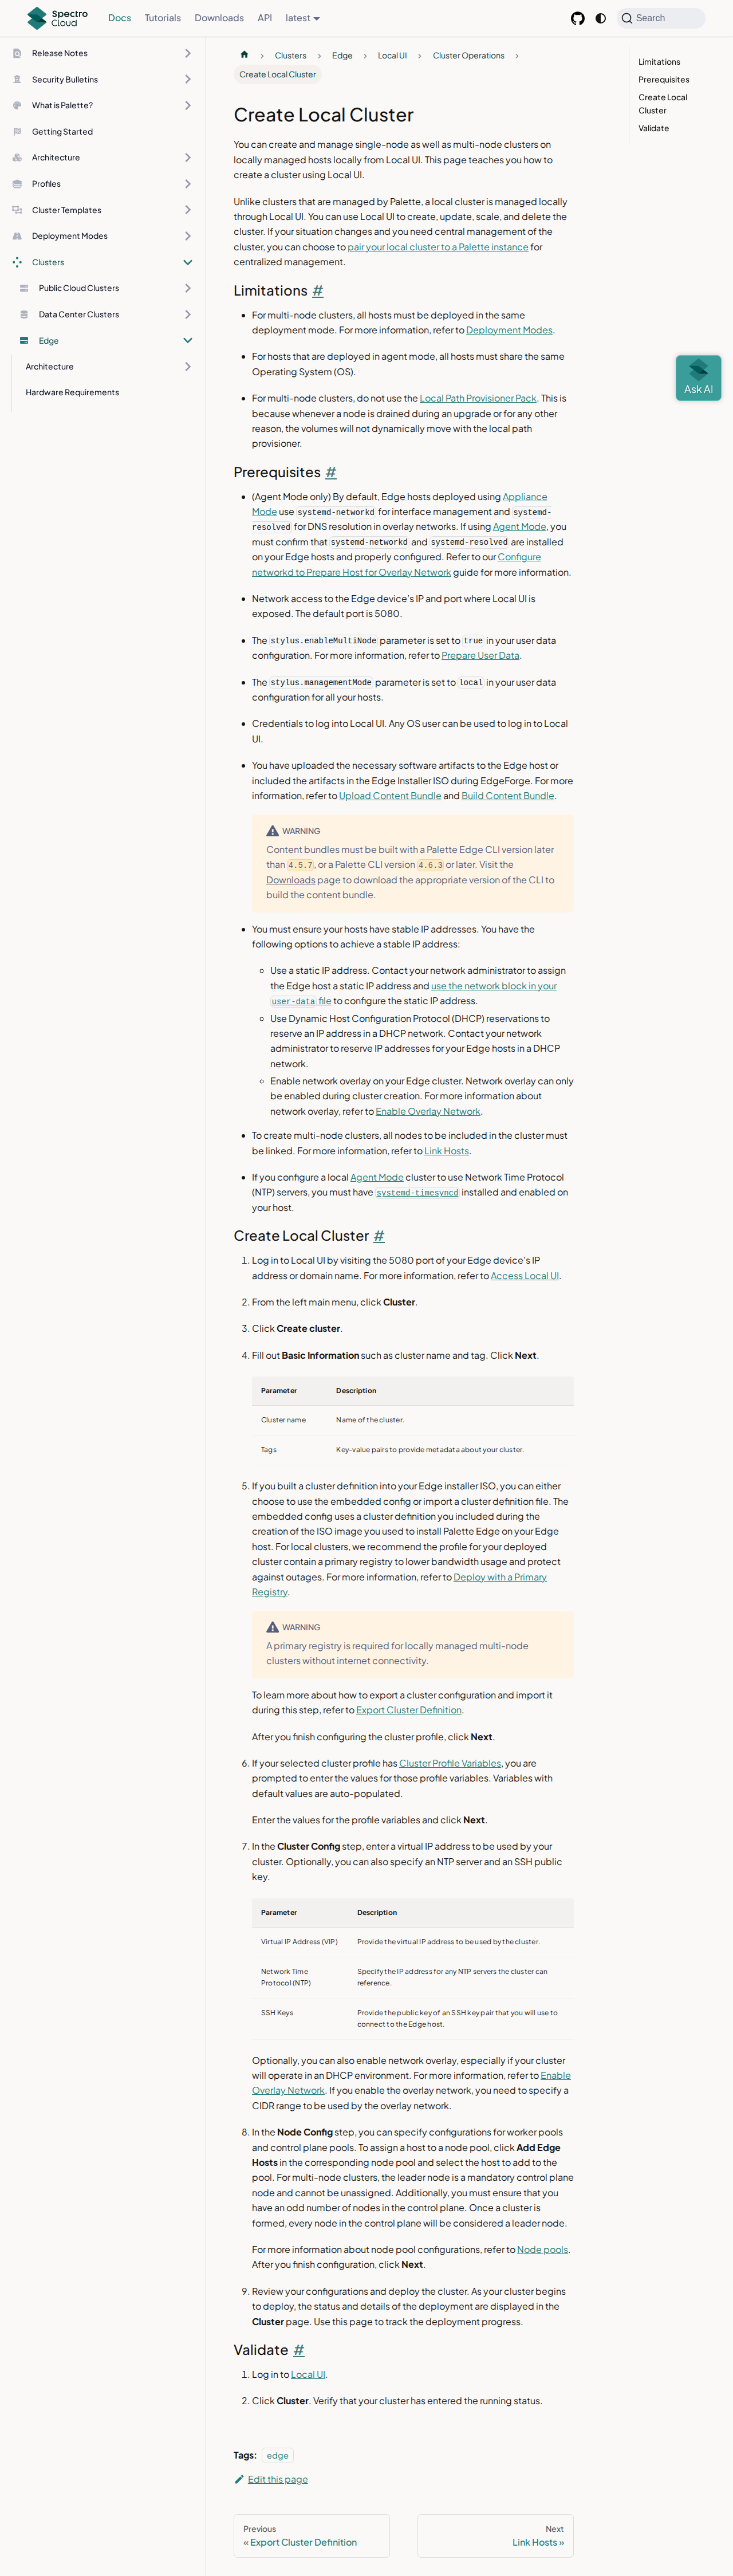 Spectro
Cloud
Docs
Tutorials
Downloads
API
latest
Search
Release Notes
Security Bulletins
What is Palette?
Getting Started
Architecture
Profiles
Cluster Templates
Deployment Modes
Clusters
Public Cloud Clusters
Data Center Clusters
Edge
Architecture
Hardware Requirements
Clusters
Edge
Local UI
Cluster Operations
Create Local Cluster
Create Local Cluster
You can create and manage single-node as well as multi-node clusters on
locally managed hosts locally from Local UI. This page teaches you how to
create a cluster using Local UI.
Unlike clusters that are managed by Palette, a local cluster is managed locally
through Local UI. You can use Local UI to create, update, scale, and delete the
cluster. If your situation changes and you need central management of the
cluster, you can choose to pair your local cluster to a Palette instance for
centralized management.
Limitations #
• For multi-node clusters, all hosts must be deployed in the same
deployment mode. For more information, refer to Deployment Modes.
• For hosts that are deployed in agent mode, all hosts must share the same
Operating System (OS).
• For multi-node clusters, do not use the Local Path Provisioner Pack. This is
because whenever a node is drained during an upgrade or for any other
reason, the volumes will not dynamically move with the local path
provisioner.
Prerequisites #
• (Agent Mode only) By default, Edge hosts deployed using Appliance
Mode use systemd-networkd for interface management and systemd-
resolved for DNS resolution in overlay networks. If using Agent Mode, you
must confirm that systemd-networkd and systemd-resolved are installed
on your Edge hosts and properly configured. Refer to our Configure
networkd to Prepare Host for Overlay Network guide for more information.
• Network access to the Edge device's IP and port where Local UI is
exposed. The default port is 5080.
• The stylus.enableMultiNode parameter is set to true in your user data
configuration. For more information, refer to Prepare User Data.
• The stylus.managementMode parameter is set to local in your user data
configuration for all your hosts.
• Credentials to log into Local UI. Any OS user can be used to log in to Local
UI.
• You have uploaded the necessary software artifacts to the Edge host or
included the artifacts in the Edge Installer ISO during EdgeForge. For more
information, refer to Upload Content Bundle and Build Content Bundle.
WARNING
Content bundles must be built with a Palette Edge CLI version later
than 4.5.7, or a Palette CLI version 4.6.3 or later. Visit the
Downloads page to download the appropriate version of the CLI to
build the content bundle.
• You must ensure your hosts have stable IP addresses. You have the
following options to achieve a stable IP address:
◦ Use a static IP address. Contact your network administrator to assign
the Edge host a static IP address and use the network block in your
user-data file to configure the static IP address.
◦ Use Dynamic Host Configuration Protocol (DHCP) reservations to
reserve an IP address in a DHCP network. Contact your network
administrator to reserve IP addresses for your Edge hosts in a DHCP
network.
◦ Enable network overlay on your Edge cluster. Network overlay can only
be enabled during cluster creation. For more information about
network overlay, refer to Enable Overlay Network.
• To create multi-node clusters, all nodes to be included in the cluster must
be linked. For more information, refer to Link Hosts.
• If you configure a local Agent Mode cluster to use Network Time Protocol
(NTP) servers, you must have systemd-timesyncd installed and enabled on
your host.
Create Local Cluster #
1. Log in to Local UI by visiting the 5080 port of your Edge device's IP
address or domain name. For more information, refer to Access Local UI.
2. From the left main menu, click Cluster.
3. Click Create cluster.
4. Fill out Basic Information such as cluster name and tag. Click Next.
Parameter Description
Cluster name Name of the cluster.
Tags Key-value pairs to provide metadata about your cluster.
5. If you built a cluster definition into your Edge installer ISO, you can either
choose to use the embedded config or import a cluster definition file. The
embedded config uses a cluster definition you included during the
creation of the ISO image you used to install Palette Edge on your Edge
host. For local clusters, we recommend the profile for your deployed
cluster contain a primary registry to lower bandwidth usage and protect
against outages. For more information, refer to Deploy with a Primary
Registry.
WARNING
A primary registry is required for locally managed multi-node
clusters without internet connectivity.
To learn more about how to export a cluster configuration and import it
during this step, refer to Export Cluster Definition.
After you finish configuring the cluster profile, click Next.
6. If your selected cluster profile has Cluster Profile Variables, you are
prompted to enter the values for those profile variables. Variables with
default values are auto-populated.
Enter the values for the profile variables and click Next.
7. In the Cluster Config step, enter a virtual IP address to be used by your
cluster. Optionally, you can also specify an NTP server and an SSH public
key.
Parameter Description
Virtual IP Address (VIP) Provide the virtual IP address to be used by the cluster.
Network Time Specify the IP address for any NTP servers the cluster can
Protocol (NTP) reference.
SSH Keys Provide the public key of an SSH key pair that you will use to
connect to the Edge host.
Optionally, you can also enable network overlay, especially if your cluster
will operate in an DHCP environment. For more information, refer to Enable
Overlay Network. If you enable the overlay network, you need to specify a
CIDR range to be used by the overlay network.
8. In the Node Config step, you can specify configurations for worker pools
and control plane pools. To assign a host to a node pool, click Add Edge
Hosts in the corresponding node pool and select the host to add to the
pool. For multi-node clusters, the leader node is a mandatory control plane
node and cannot be unassigned. Additionally, you must ensure that you
have an odd number of nodes in the control plane. Once a cluster is
formed, every node in the control plane will be considered a leader node.
For more information about node pool configurations, refer to Node pools.
After you finish configuration, click Next.
9. Review your configurations and deploy the cluster. As your cluster begins
to deploy, the status and details of the deployment are displayed in the
Cluster page. Use this page to track the deployment progress.
Validate #
1. Log in to Local UI.
2. Click Cluster. Verify that your cluster has entered the running status.
Tags: edge
Edit this page
Previous
« Export Cluster Definition
Next
Link Hosts »
Limitations
Prerequisites
Create Local
Cluster
Validate
Ask AI